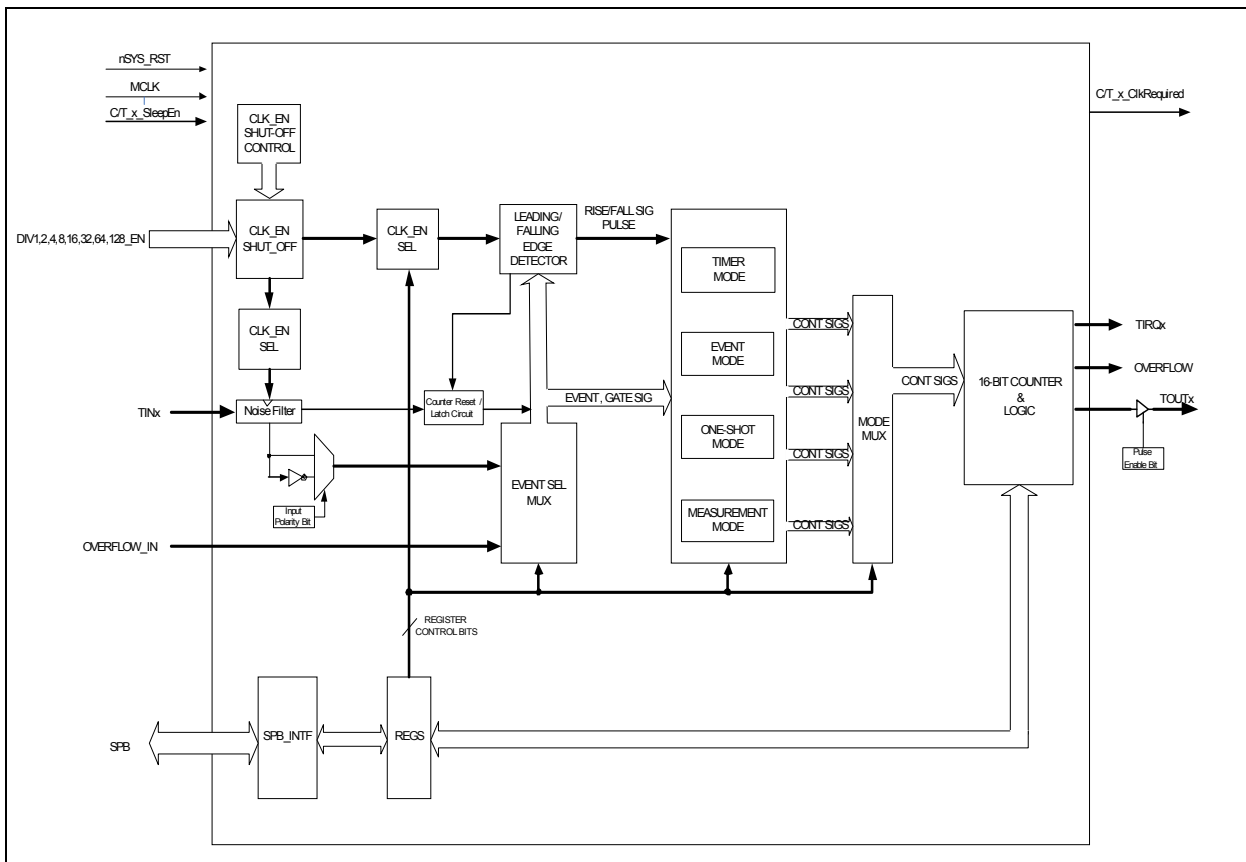 nSYS_RST
MCLK
C/T_x_SleepEn
C/T_x_ClkRequired
CLK_EN
SHUT-OFF
CONTROL
DIV1,2,4,8,16,32,64,128_EN
CLK_EN
SHUT_OFF
CLK_EN
SEL
LEADING/
FALLING
EDGE
DETECTOR
RISE/FALL SIG
PULSE
TIMER
MODE
CLK_EN
SEL
EVENT
MODE
ONE-SHOT
MODE
MEASUREMENT
MODE
CONT SIGS
CONT SIGS
CONT SIGS
CONT SIGS
MODE
MUX
CONT SIGS
16-BIT COUNTER
&
LOGIC
TIRQx
OVERFLOW
TOUTx
Pulse
Enable Bit
TINx
Noise Filter
Counter Reset /
Latch Circuit
EVENT, GATE SIG
EVENT SEL
MUX
Input
Polarity Bit
OVERFLOW_IN
REGISTER
CONTROL BITS
SPB
SPB_INTF
REGS